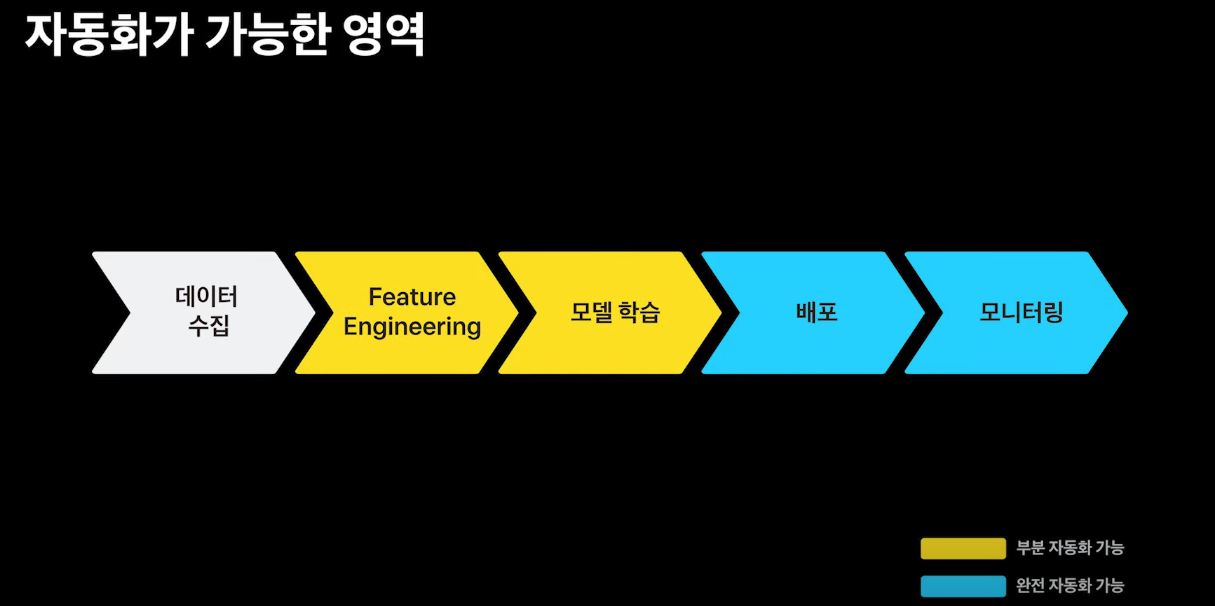 자동화가 가능한 영역
데이터
수집
Feature
Engineering
모델 학습
배포
모니터링
부분 자동화 가능
완전 자동화 가능